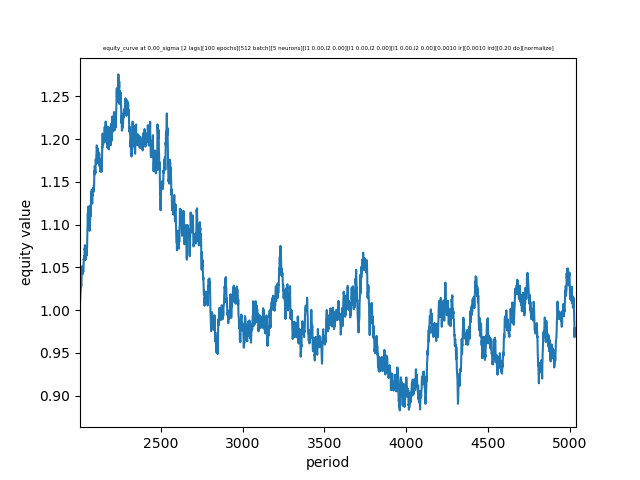 equity_curve at 0.00_sigma [2 lags][100 epochs][512 batch][5 neurons][l1 0.00,l2 0.00][l1 0.00,l2 0.00][l1 0.00,l2 0.00][0.0010 lr][0.0010 lrd][0.20 do][normalize]
1.25
1.20
1.15
1.10
1.05
1.00
0.95
0.90
equity value
2500 3000 3500 4000 4500 5000
period